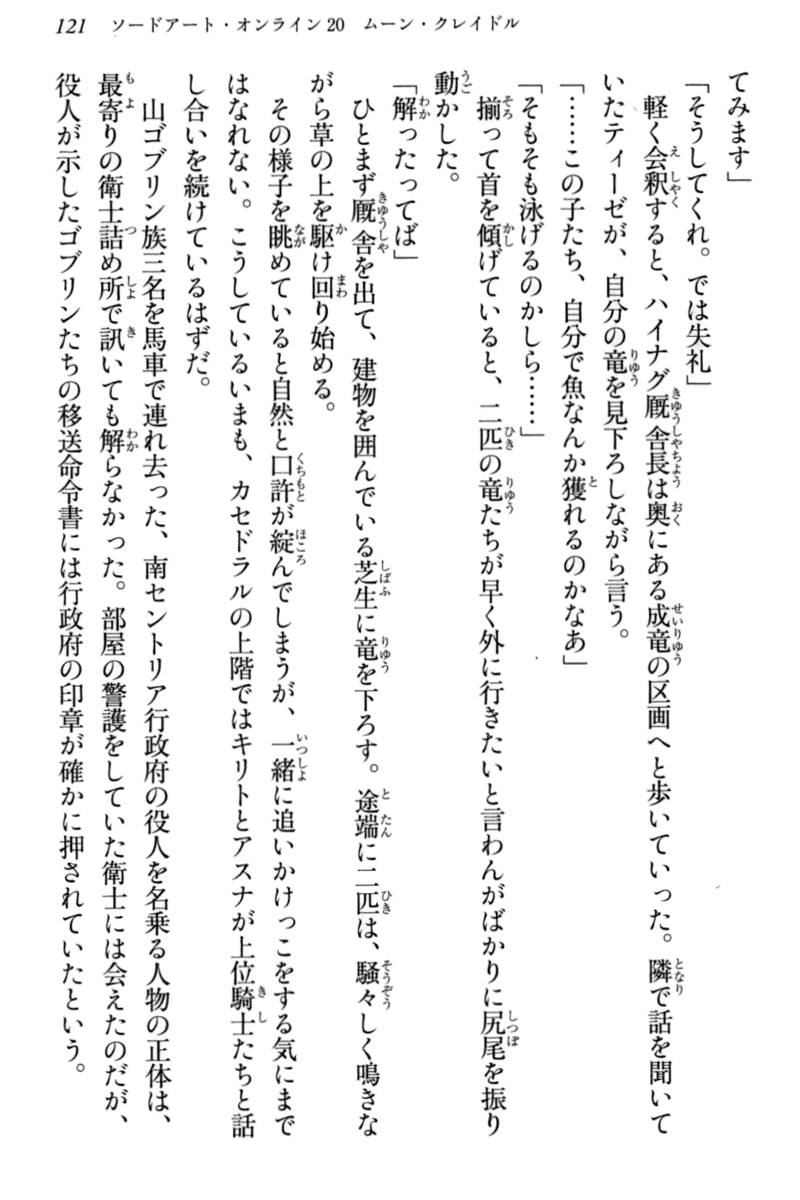 121 ソードアート・オンライン20 ムーン・クレイドル
てみます」
「そうしてくれ。では失礼」
軽く会釈すると、ハイナグ厩舎長は奥にある成竜の区画へと歩いていった。隣で話を聞いて
いたティーゼが、自分の竜を見下ろしながら言う。
「……この子たち、自分で魚なんか獲れるのかなあ」
「そもそも泳げるのかしら……」
揃って首を傾げていると、二匹の竜たちが早く外に行きたいと言わんがばかりに尻尾を振り
動かした。
「解ったってば」
ひとまず厩舎を出て、建物を囲んでいる芝生に竜を下ろす。途端に二匹は、騒々しく鳴きな
がら草の上を駆け回り始める。
その様子を眺めていると自然と口許が綻んでしまうが、一緒に追いかけっこをする気にまで
はなれない。こうしているいまも、カセドラルの上階ではキリトとアスナが上位騎士たちと話
し合いを続けているはずだ。
山ゴブリン族三名を馬車で連れ去った、南セントリア行政府の役人を名乗る人物の正体は、
最寄りの衛士詰め所で訊いても解らなかった。部屋の警護をしていた衛士には会えたのだが、
役人が示したゴブリンたちの移送命令書には行政府の印章が確かに押されていたという。